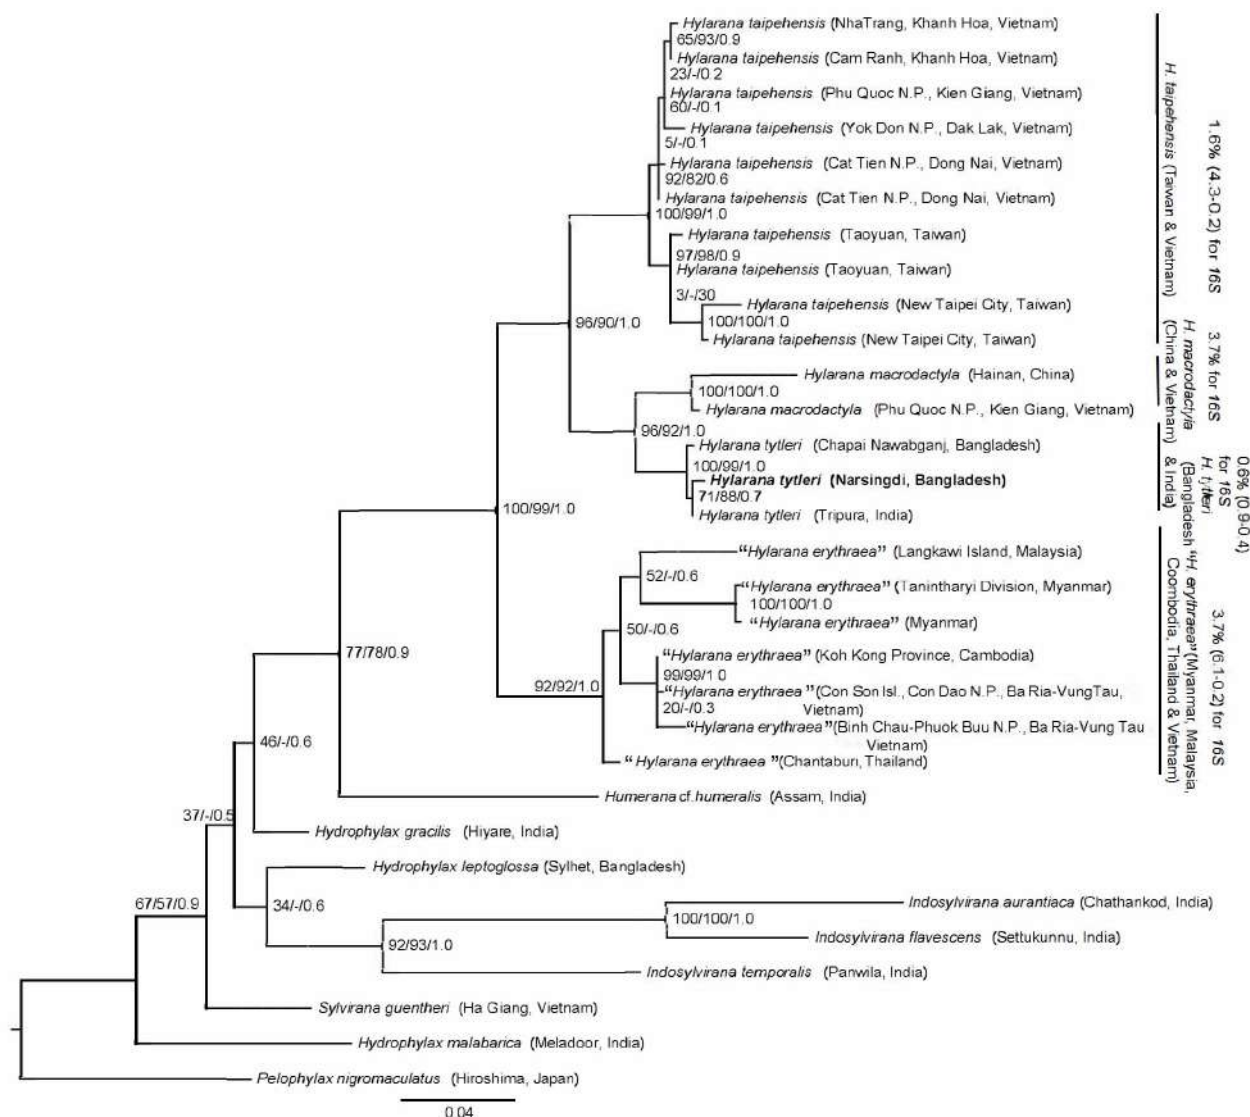 Hylarana taipehensis (NhaTrang, Khanh Hoa, Vietnam)
65/93/0.9
Hylarana taipehensis (Cam Ranh, Khanh Hoa, Vietnam)
23/-/0.2
Hylarana taipehensis (Phu Quoc N.P., Kien Giang, Vietnam)
60/-/0.1
Hylarana taipehensis (Yok Don N.P., Dak Lak, Vietnam)
5/-/0.1
Hylarana taipehensis (Cat Tien N.P., Dong Nai, Vietnam)
92/82/0.6
Hylarana taipehensis (Cat Tien N.P., Dong Nai, Vietnam)
100/99/1.0
Hylarana taipehensis (Taoyuan, Taiwan)
97/98/0.9
Hylarana taipehensis (Taoyuan, Taiwan)
3/-/30
Hylarana taipehensis (New Taipei City, Taiwan)
100/100/1.0
96/90/1.0
Hylarana taipehensis (New Taipei City, Taiwan)
Hylarana macrodactyla (Hainan, China)
100/100/1.0
Hylarana macrodactyla (Phu Quoc N.P., Kien Giang, Vietnam)
96/92/1.0
Hylarana tytleri (Chapai Nawabganj, Bangladesh)
100/99/1.0
Hylarana tytleri (Narsingdi, Bangladesh)
71/88/0.7
100/99/1.0
Hylarana tytleri (Tripura, India)
“Hylarana erythraea” (Langkawi Island, Malaysia)
52/-/0.6
“Hylarana erythraea” (Tanintharyi Division, Myanmar)
100/100/1.0
“Hylarana erythraea” (Myanmar)
50/-/0.6
77/78/0.9
“Hylarana erythraea” (Koh Kong Province, Cambodia)
99/99/1.0
92/92/1.0
“Hylarana erythraea” (Con Son Isl., Con Dao N.P., Ba Ria-VungTau,
Vietnam)
20/-/0.3
“Hylarana erythraea” (Binh Chau-Phuok Buu N.P., Ba Ria-Vung Tau
Vietnam)
46/-/0.6
“Hylarana erythraea” (Chantaburi, Thailand)
Humerana cf. humeralis (Assam, India)
37/-/0.5
Hydrophylax gracilis (Hiyare, India)
Hydrophylax leptoglossa (Sylhet, Bangladesh)
67/57/0.9
34/-/0.6
Indosylvirana aurantiaca (Chathankod, India)
100/100/1.0
Indosylvirana flavescens (Settukunnu, India)
92/93/1.0
Indosylvirana temporalis (Panwila, India)
Sylvirana guentheri (Ha Giang, Vietnam)
Hydrophylax malabarica (Meladoor, India)
Pelophylax nigromaculatus (Hiroshima, Japan)
0.04
H. taipehensis (Taiwan & Vietnam)
1.6% (4.3-0.2) for 16S
H. macrodactyla
(China & Vietnam)
3.7% for 16S
0.6% (0.9-0.4)
for 16S
H. tytleri
(Bangladesh
& India)
“H. erythraea” (Myanmar, Malaysia,
Coombodia, Thailand & Vietnam)
3.7% (6.1-0.2) for 16S